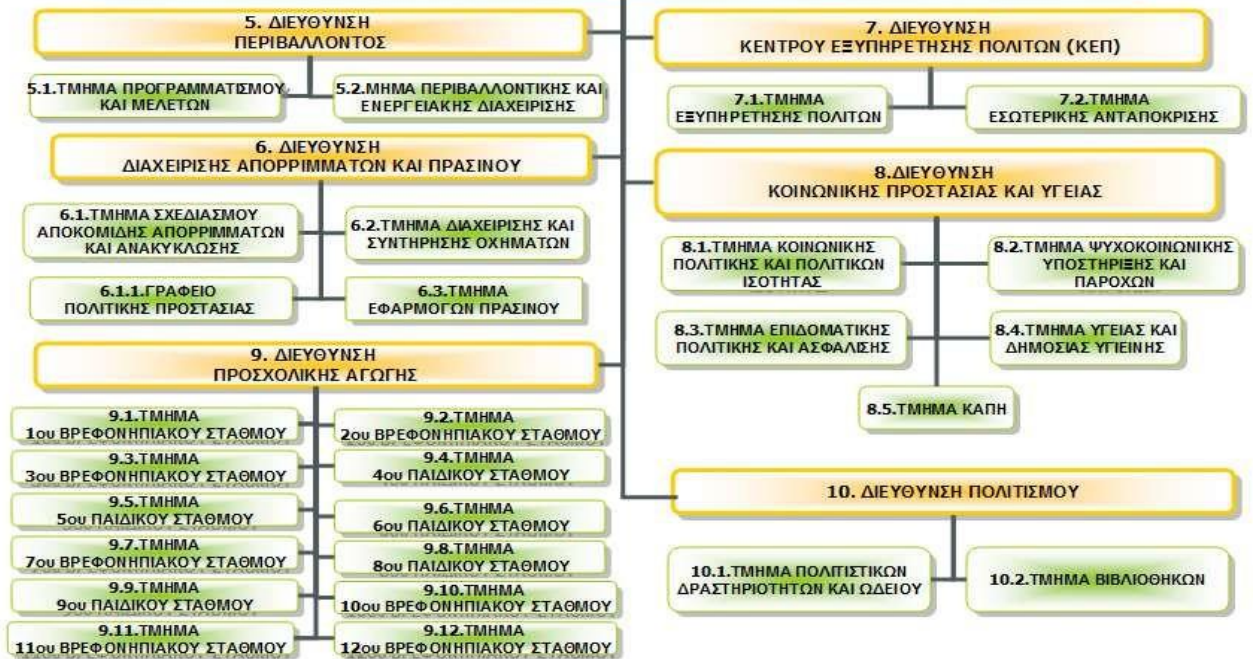 5. ΔΙΕΥΘΥΝΣΗ
ΠΕΡΙΒΑΛΛΟΝΤΟΣ
5.1.ΤΜΗΜΑ ΠΡΟΓΡΑΜΜΑΤΙΣΜΟΥ
ΚΑΙ ΜΕΛΕΤΩΝ
5.2.ΜΗΜΑ ΠΕΡΙΒΑΛΛΟΝΤΙΚΗΣ ΚΑΙ
ΕΝΕΡΓΕΙΑΚΗΣ ΔΙΑΧΕΙΡΙΣΗΣ
6. ΔΙΕΥΘΥΝΣΗ
ΔΙΑΧΕΙΡΙΣΗΣ ΑΠΟΡΡΙΜΜΑΤΩΝ ΚΑΙ ΠΡΑΣΙΝΟΥ
6.1.ΤΜΗΜΑ ΣΧΕΔΙΑΣΜΟΥ
ΑΠΟΚΟΜΙΔΗΣ ΑΠΟΡΡΙΜΜΑΤΩΝ
ΚΑΙ ΑΝΑΚΥΚΛΩΣΗΣ
6.2.ΤΜΗΜΑ ΔΙΑΧΕΙΡΙΣΗΣ ΚΑΙ
ΣΥΝΤΗΡΗΣΗΣ ΟΧΗΜΑΤΩΝ
6.1.1.ΓΡΑΦΕΙΟ
ΠΟΛΙΤΙΚΗΣ ΠΡΟΣΤΑΣΙΑΣ
6.3.ΤΜΗΜΑ
ΕΦΑΡΜΟΓΩΝ ΠΡΑΣΙΝΟΥ
9. ΔΙΕΥΘΥΝΣΗ
ΠΡΟΣΧΟΛΙΚΗΣ ΑΓΩΓΗΣ
9.1.ΤΜΗΜΑ
1ου ΒΡΕΦΟΝΗΠΙΑΚΟΥ ΣΤΑΘΜΟΥ
9.2.ΤΜΗΜΑ
2ου ΒΡΕΦΟΝΗΠΙΑΚΟΥ ΣΤΑΘΜΟΥ
9.3.ΤΜΗΜΑ
3ου ΒΡΕΦΟΝΗΠΙΑΚΟΥ ΣΤΑΘΜΟΥ
9.4.ΤΜΗΜΑ
4ου ΠΑΙΔΙΚΟΥ ΣΤΑΘΜΟΥ
9.5.ΤΜΗΜΑ
5ου ΠΑΙΔΙΚΟΥ ΣΤΑΘΜΟΥ
9.6.ΤΜΗΜΑ
6ου ΠΑΙΔΙΚΟΥ ΣΤΑΘΜΟΥ
9.7.ΤΜΗΜΑ
7ου ΒΡΕΦΟΝΗΠΙΑΚΟΥ ΣΤΑΘΜΟΥ
9.8.ΤΜΗΜΑ
8ου ΠΑΙΔΙΚΟΥ ΣΤΑΘΜΟΥ
9.9.ΤΜΗΜΑ
9ου ΠΑΙΔΙΚΟΥ ΣΤΑΘΜΟΥ
9.10.ΤΜΗΜΑ
10ου ΒΡΕΦΟΝΗΠΙΑΚΟΥ ΣΤΑΘΜΟΥ
9.11.ΤΜΗΜΑ
11ου ΒΡΕΦΟΝΗΠΙΑΚΟΥ ΣΤΑΘΜΟΥ
9.12.ΤΜΗΜΑ
12ου ΒΡΕΦΟΝΗΠΙΑΚΟΥ ΣΤΑΘΜΟΥ
7. ΔΙΕΥΘΥΝΣΗ
ΚΕΝΤΡΟΥ ΕΞΥΠΗΡΕΤΗΣΗΣ ΠΟΛΙΤΩΝ (ΚΕΠ)
7.1.ΤΜΗΜΑ
ΕΞΥΠΗΡΕΤΗΣΗΣ ΠΟΛΙΤΩΝ
7.2.ΤΜΗΜΑ
ΕΣΩΤΕΡΙΚΗΣ ΑΝΤΑΠΟΚΡΙΣΗΣ
8.ΔΙΕΥΘΥΝΣΗ
ΚΟΙΝΩΝΙΚΗΣ ΠΡΟΣΤΑΣΙΑΣ ΚΑΙ ΥΓΕΙΑΣ
8.1.ΤΜΗΜΑ ΚΟΙΝΩΝΙΚΗΣ
ΠΟΛΙΤΙΚΗΣ ΚΑΙ ΠΟΛΙΤΙΚΩΝ
ΙΣΟΤΗΤΑΣ
8.2.ΤΜΗΜΑ ΨΥΧΟΚΟΙΝΩΝΙΚΗΣ
ΥΠΟΣΤΗΡΙΞΗΣ ΚΑΙ
ΠΑΡΟΧΩΝ
8.3.ΤΜΗΜΑ ΕΠΙΔΟΜΑΤΙΚΗΣ
ΠΟΛΙΤΙΚΗΣ ΚΑΙ ΑΣΦΑΛΙΣΗΣ
8.4.ΤΜΗΜΑ ΥΓΕΙΑΣ ΚΑΙ
ΔΗΜΟΣΙΑΣ ΥΓΙΕΙΝΗΣ
8.5.ΤΜΗΜΑ ΚΑΠΗ
10. ΔΙΕΥΘΥΝΣΗ ΠΟΛΙΤΙΣΜΟΥ
10.1.ΤΜΗΜΑ ΠΟΛΙΤΙΣΤΙΚΩΝ
ΔΡΑΣΤΗΡΙΟΤΗΤΩΝ ΚΑΙ ΩΔΕΙΟΥ
10.2.ΤΜΗΜΑ ΒΙΒΛΙΟΘΗΚΩΝ